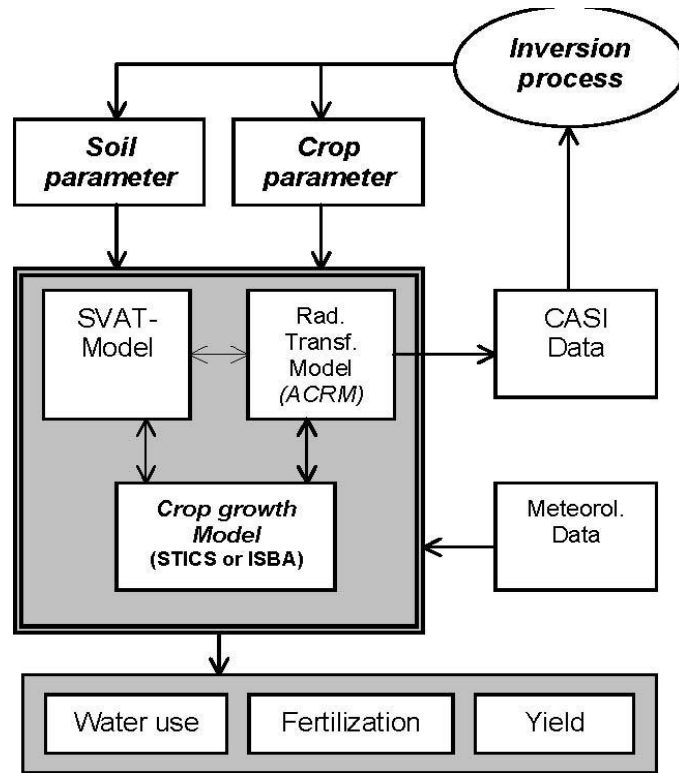 Inversion
process
Soil
parameter
Crop
parameter
SVAT-
Model
Rad.
Transf.
Model
(ACRM)
CASI
Data
Crop growth
Model
(STICS or ISBA)
Meteorol.
Data
Water use
Fertilization
Yield